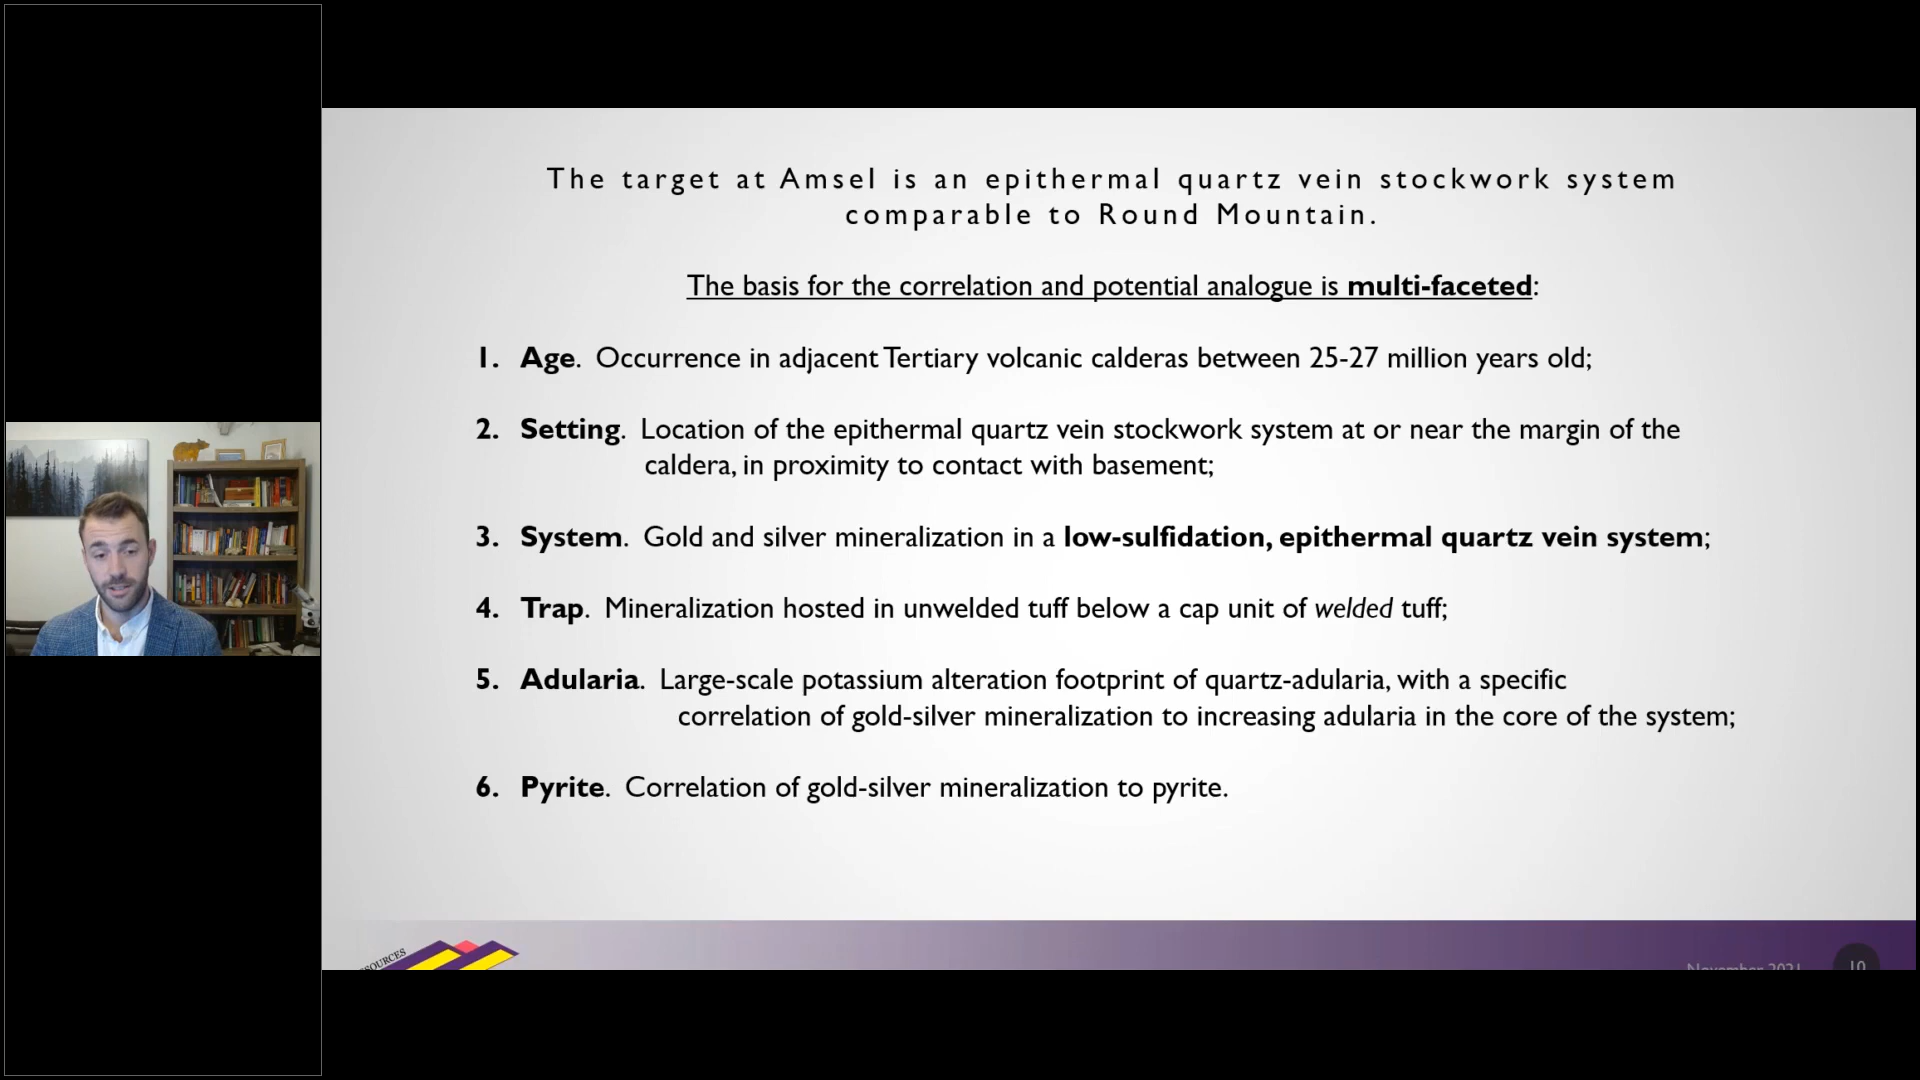 The target at Amsel is an epithermal quartz vein stockwork system
comparable to Round Mountain.
The basis for the correlation and potential analogue is multi-faceted:
1. Age. Occurrence in adjacent Tertiary volcanic calderas between 25-27 million years old;
2. Setting. Location of the epithermal quartz vein stockwork system at or near the margin of the
caldera, in proximity to contact with basement;
3. System. Gold and silver mineralization in a low-sulfidation, epithermal quartz vein system;
4. Trap. Mineralization hosted in unwelded tuff below a cap unit of welded tuff;
5. Adularia. Large-scale potassium alteration footprint of quartz-adularia, with a specific
correlation of gold-silver mineralization to increasing adularia in the core of the system;
6. Pyrite. Correlation of gold-silver mineralization to pyrite.
November 2021
10